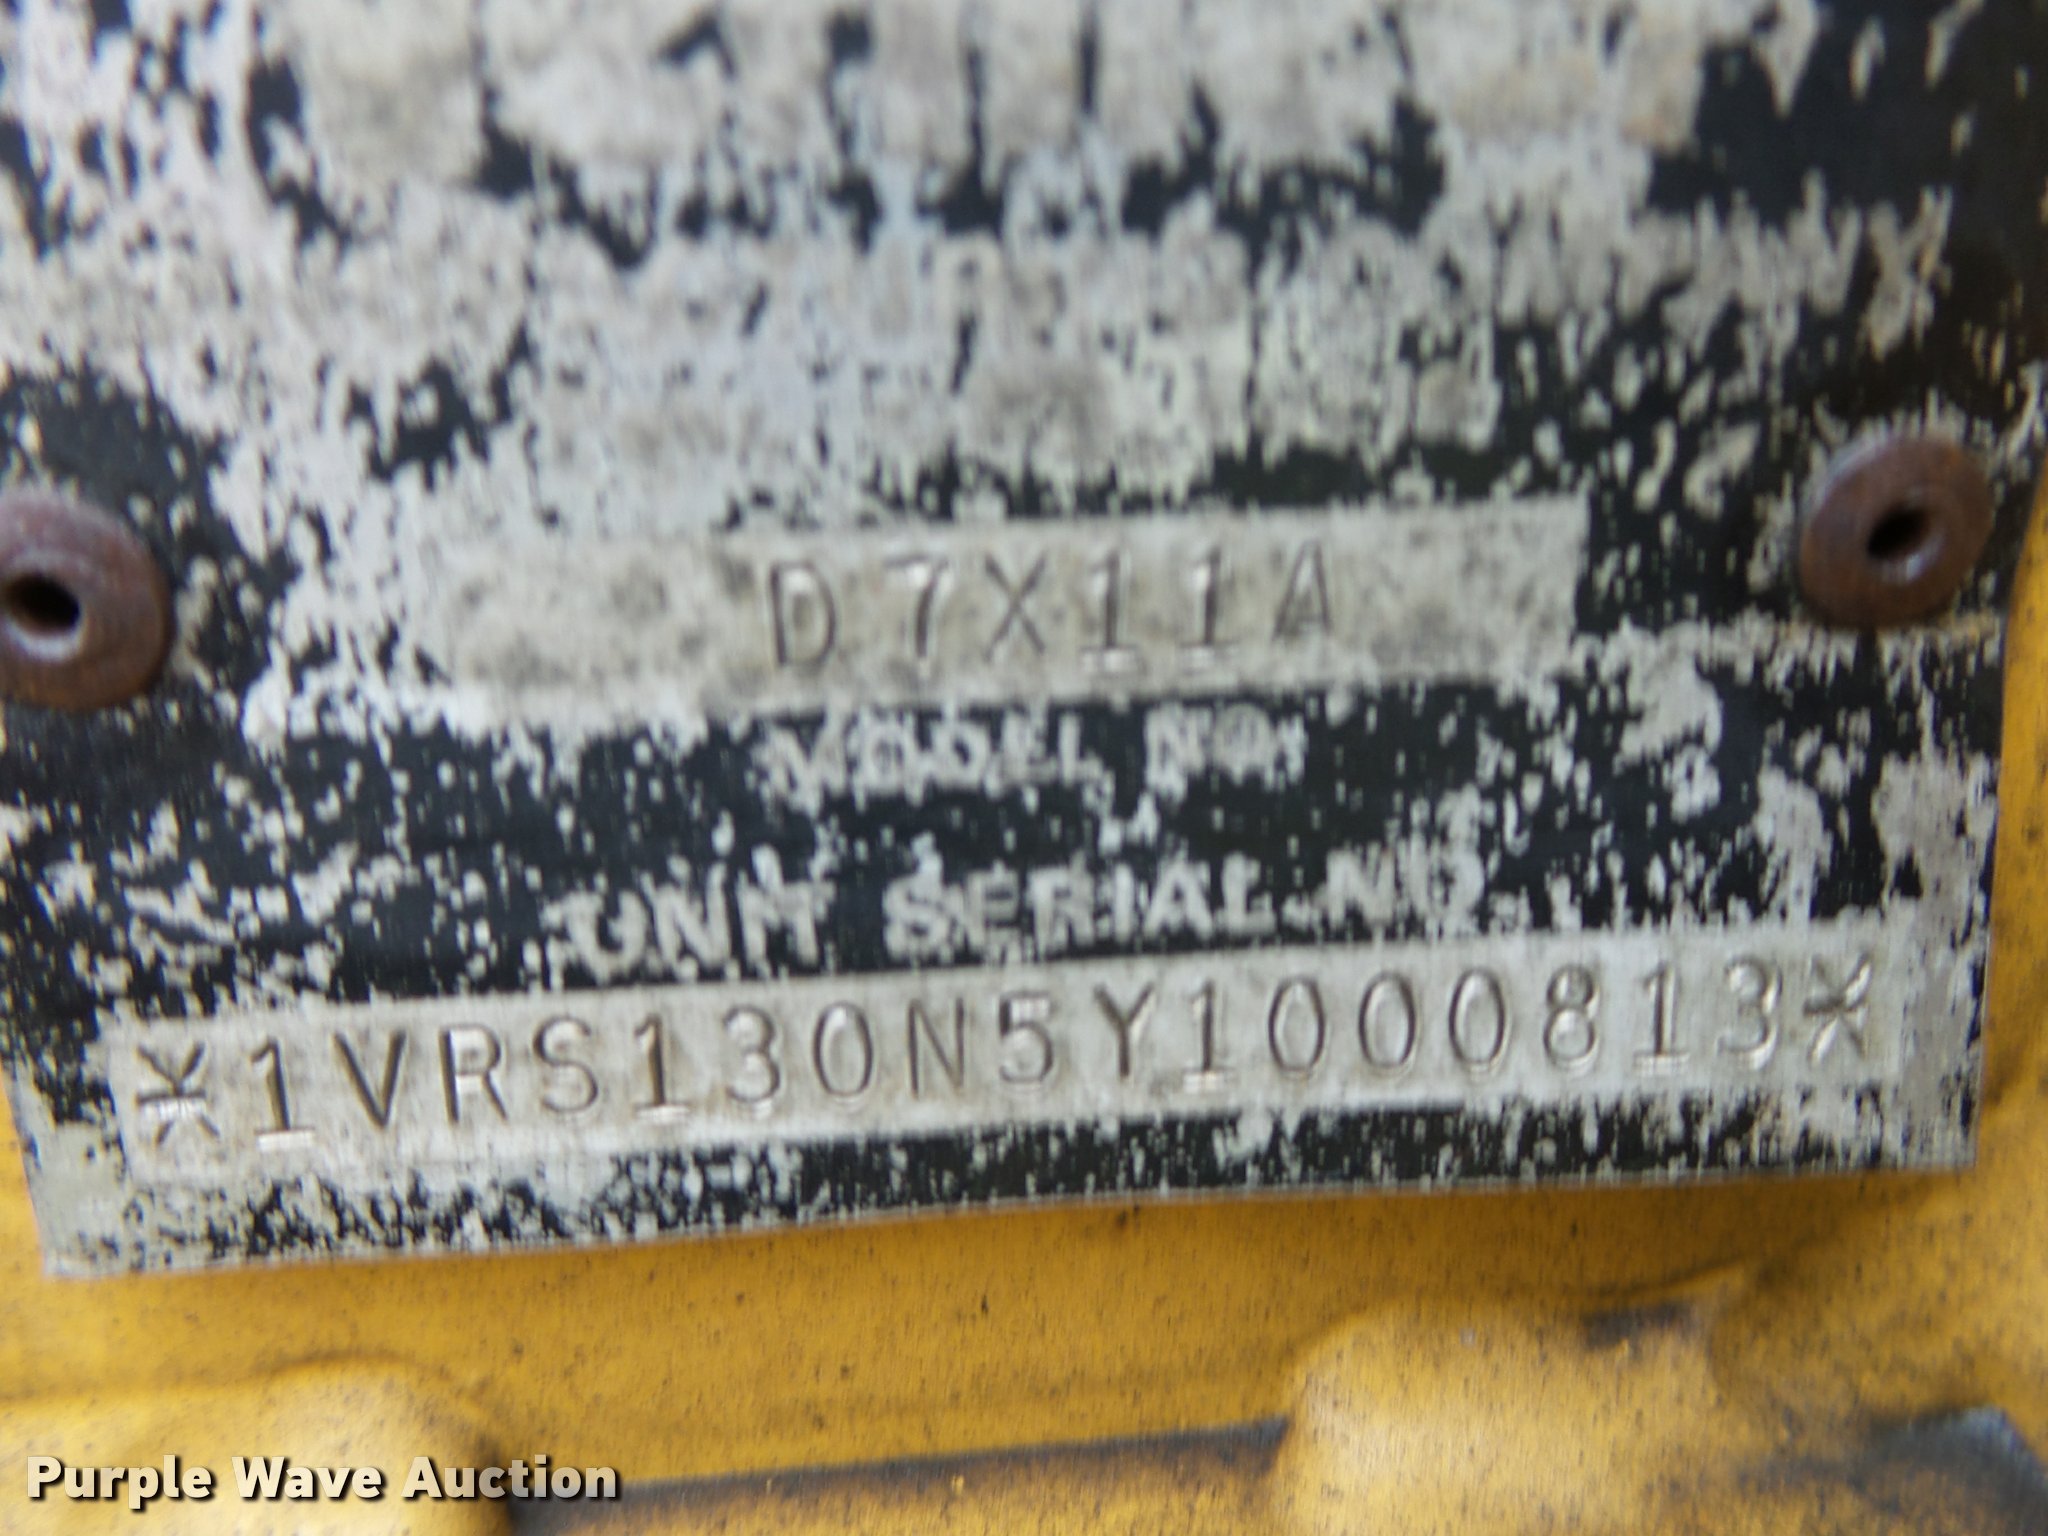 D7X11A
MODEL NO.
UNIT SERIAL NO.
*1VRS130N5Y1000813*
Purple Wave Auction